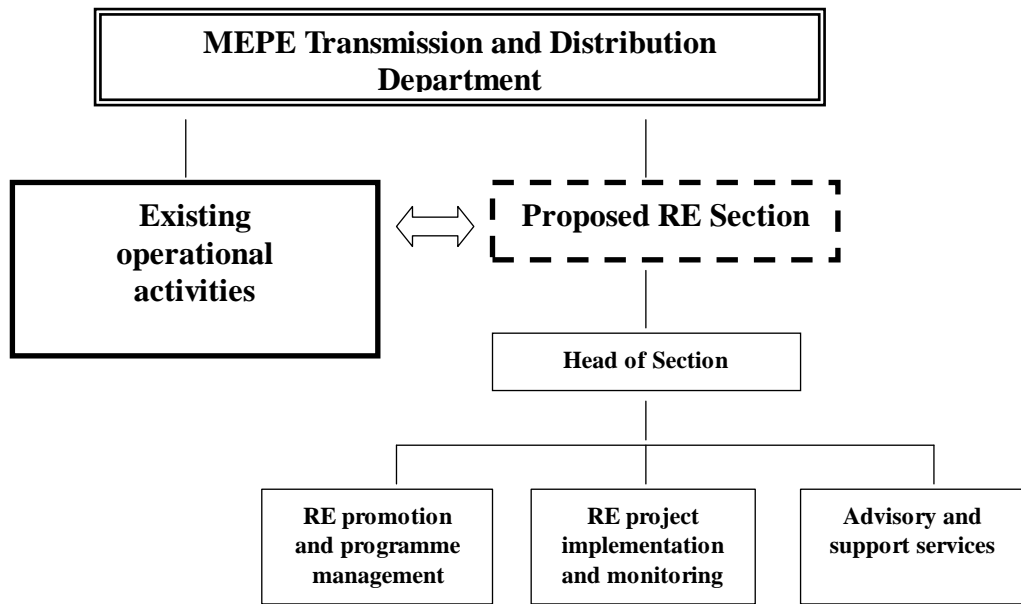 MEPE Transmission and Distribution
Department
Existing
operational
activities
Proposed RE Section
Head of Section
RE promotion
and programme
management
RE project
implementation
and monitoring
Advisory and
support services